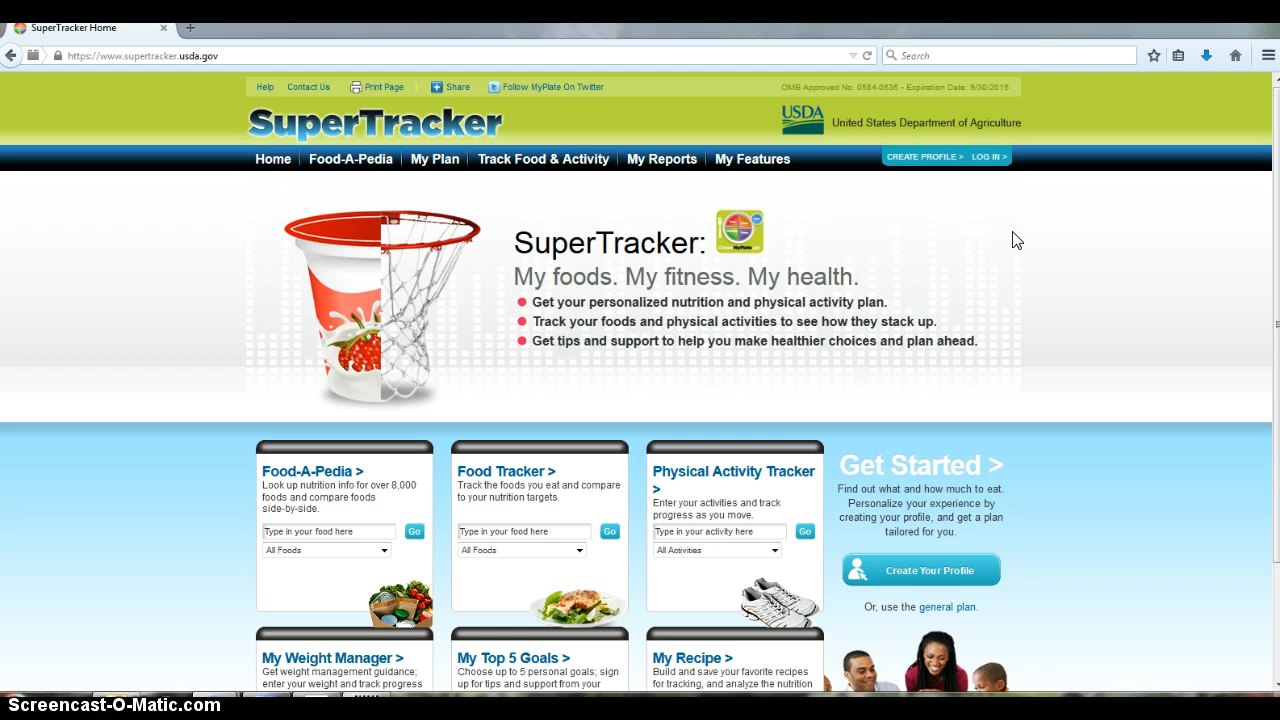 SuperTracker Home
https://www.supertracker.usda.gov
Search
Help Contact Us Print Page Share Follow MyPlate On Twitter
OMB Approved No. 0584-0535 - Expiration Date: 9/30/2015
SuperTracker
USDA United States Department of Agriculture
Home Food-A-Pedia My Plan Track Food & Activity My Reports My Features
CREATE PROFILE > LOG IN >
SuperTracker:
My foods. My fitness. My health.
Get your personalized nutrition and physical activity plan.
Track your foods and physical activities to see how they stack up.
Get tips and support to help you make healthier choices and plan ahead.
Food-A-Pedia >
Look up nutrition info for over 8,000
foods and compare foods
side-by-side.
Type in your food here Go
All Foods
Food Tracker >
Track the foods you eat and compare
to your nutrition targets.
Type in your food here Go
All Foods
Physical Activity Tracker
>
Enter your activities and track
progress as you move.
Type in your activity here Go
All Activities
Get Started >
Find out what and how much to eat.
Personalize your experience by
creating your profile, and get a plan
tailored for you.
Create Your Profile
Or, use the general plan.
My Weight Manager >
Get weight management guidance;
enter your weight and track progress
My Top 5 Goals >
Choose up to 5 personal goals; sign
up for tips and support from your
My Recipe >
Build and save your favorite recipes
for tracking, and analyze the nutrition
Screencast-O-Matic.com